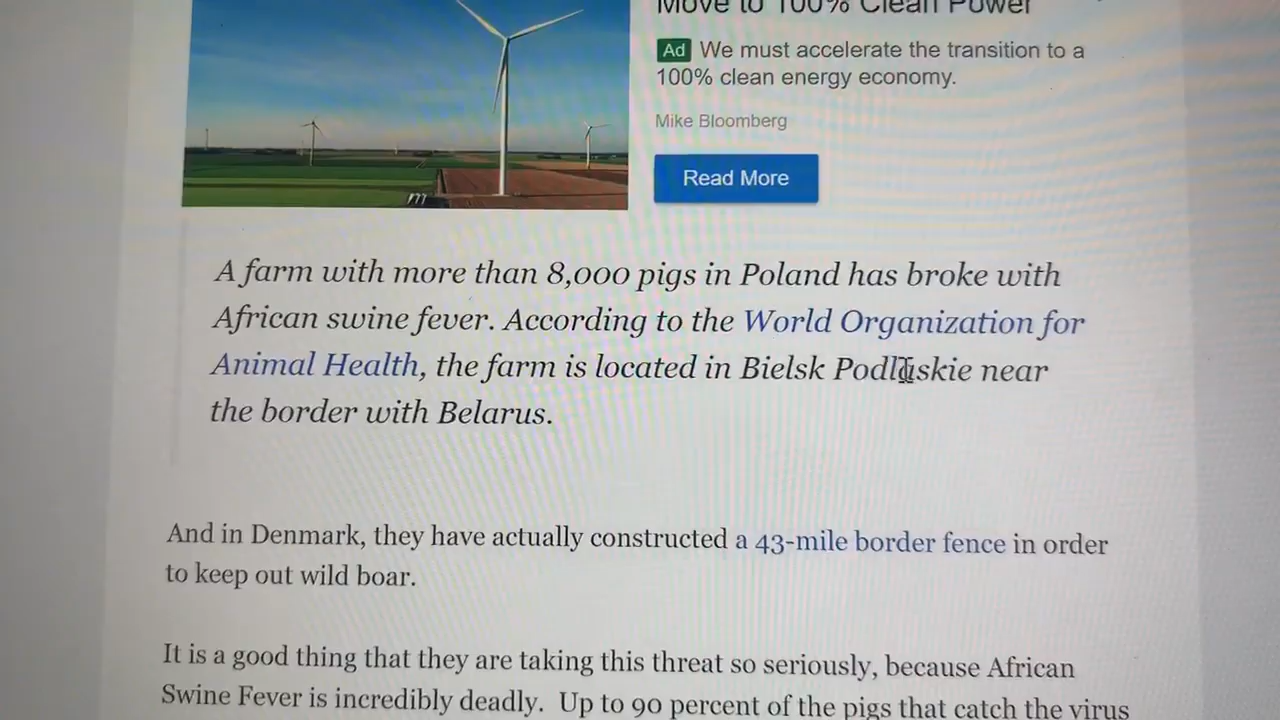 Move to 100% Clean Power
Ad We must accelerate the transition to a
100% clean energy economy.
Mike Bloomberg
Read More
A farm with more than 8,000 pigs in Poland has broke with
African swine fever. According to the World Organization for
Animal Health, the farm is located in Bielsk Podlaskie near
the border with Belarus.
And in Denmark, they have actually constructed a 43-mile border fence in order
to keep out wild boar.
It is a good thing that they are taking this threat so seriously, because African
Swine Fever is incredibly deadly. Up to 90 percent of the pigs that catch the virus